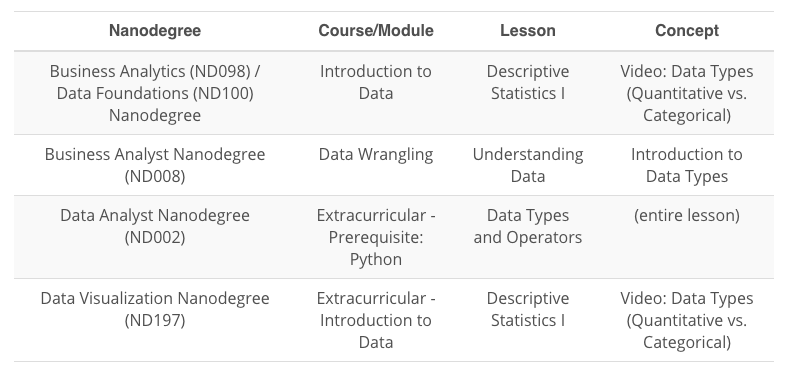 Nanodegree Course/Module Lesson Concept
Business Analytics (ND098) / Introduction to Descriptive Video: Data Types
Data Foundations (ND100) Data Statistics I (Quantitative vs.
Nanodegree Categorical)
Business Analyst Nanodegree Data Wrangling Understanding Introduction to
(ND008) Data Data Types
Data Analyst Nanodegree Extracurricular - Data Types (entire lesson)
(ND002) Prerequisite: and Operators
Python
Data Visualization Nanodegree Extracurricular - Descriptive Video: Data Types
(ND197) Introduction to Statistics I (Quantitative vs.
Data Categorical)